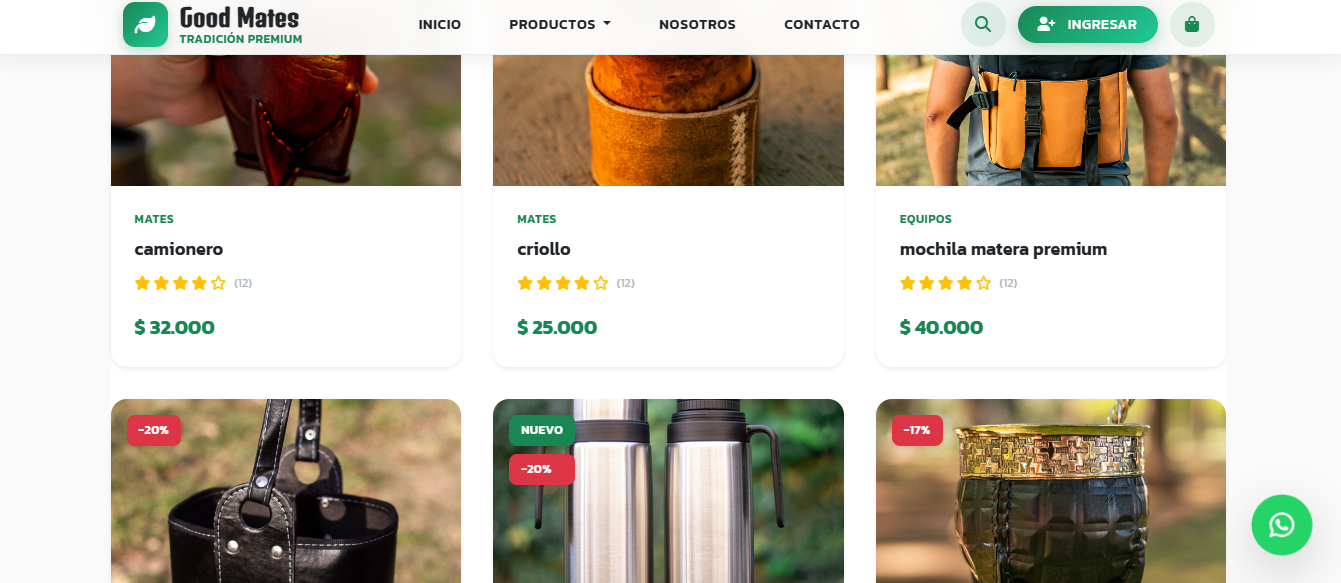 Good Mates
TRADICIÓN PREMIUM
INICIO
PRODUCTOS
NOSOTROS
CONTACTO
INGRESAR
MATES
camionero
(12)
$ 32.000
MATES
criollo
(12)
$ 25.000
EQUIPOS
mochila matera premium
(12)
$ 40.000
-20%
NUEVO
-20%
-17%